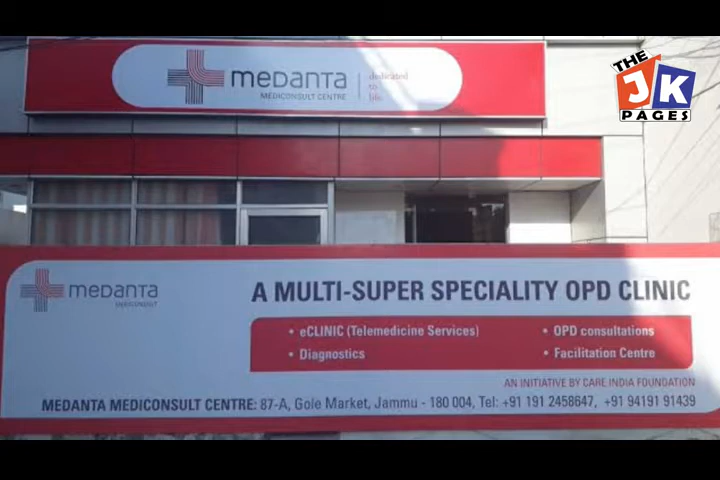 THE
JK
PAGES
medanta
MEDICONSULT CENTRE
dedicated
to
life
medanta
MEDICONSULT
A MULTI-SUPER SPECIALITY OPD CLINIC
• eCLINIC (Telemedicine Services)
• OPD consultations
• Diagnostics
• Facilitation Centre
AN INITIATIVE BY CARE INDIA FOUNDATION
MEDANTA MEDICONSULT CENTRE: 87-A, Gole Market, Jammu - 180 004, Tel: +91 191 2458647, +91 94191 91439